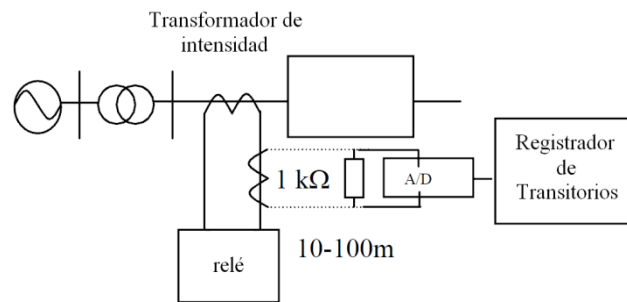 Transformador de
intensidad
1 kΩ
A/D
Registrador
de
Transitorios
relé
10-100m